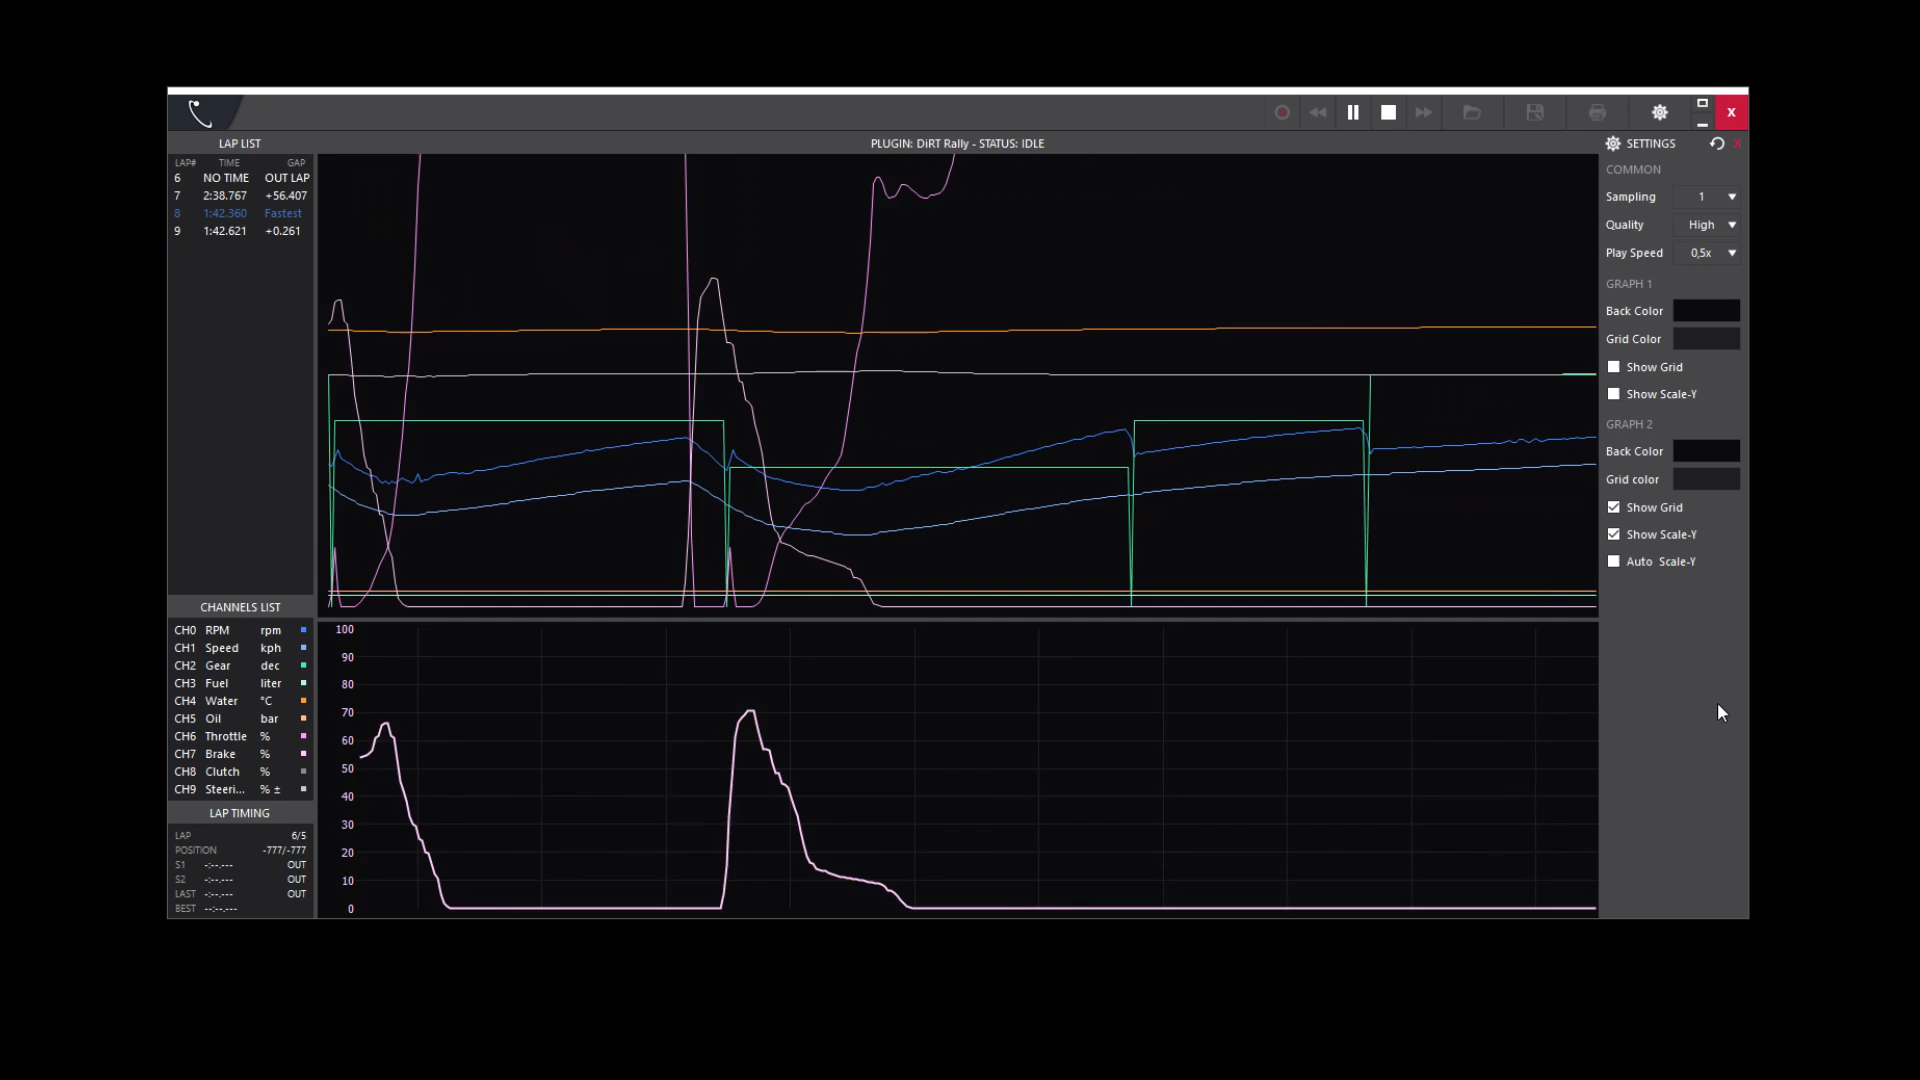 x
LAP LIST
PLUGIN: DiRT Rally - STATUS: IDLE
SETTINGS
x
LAP# TIME GAP
6 NO TIME OUT LAP
7 2:38.767 +56.407
8 1:42.360 Fastest
9 1:42.621 +0.261
COMMON
Sampling 1
Quality High
Play Speed 0,5x
GRAPH 1
Back Color
Grid Color
Show Grid
Show Scale-Y
GRAPH 2
Back Color
Grid color
Show Grid
Show Scale-Y
Auto Scale-Y
CHANNELS LIST
CH0 RPM rpm
CH1 Speed kph
CH2 Gear dec
CH3 Fuel liter
CH4 Water °C
CH5 Oil bar
CH6 Throttle %
CH7 Brake %
CH8 Clutch %
CH9 Steeri... % ±
LAP TIMING
LAP 6/5
POSITION -777/-777
S1 -:--.--- OUT
S2 -:--.--- OUT
LAST -:--.--- OUT
BEST --:--.---
100
90
80
70
60
50
40
30
20
10
0